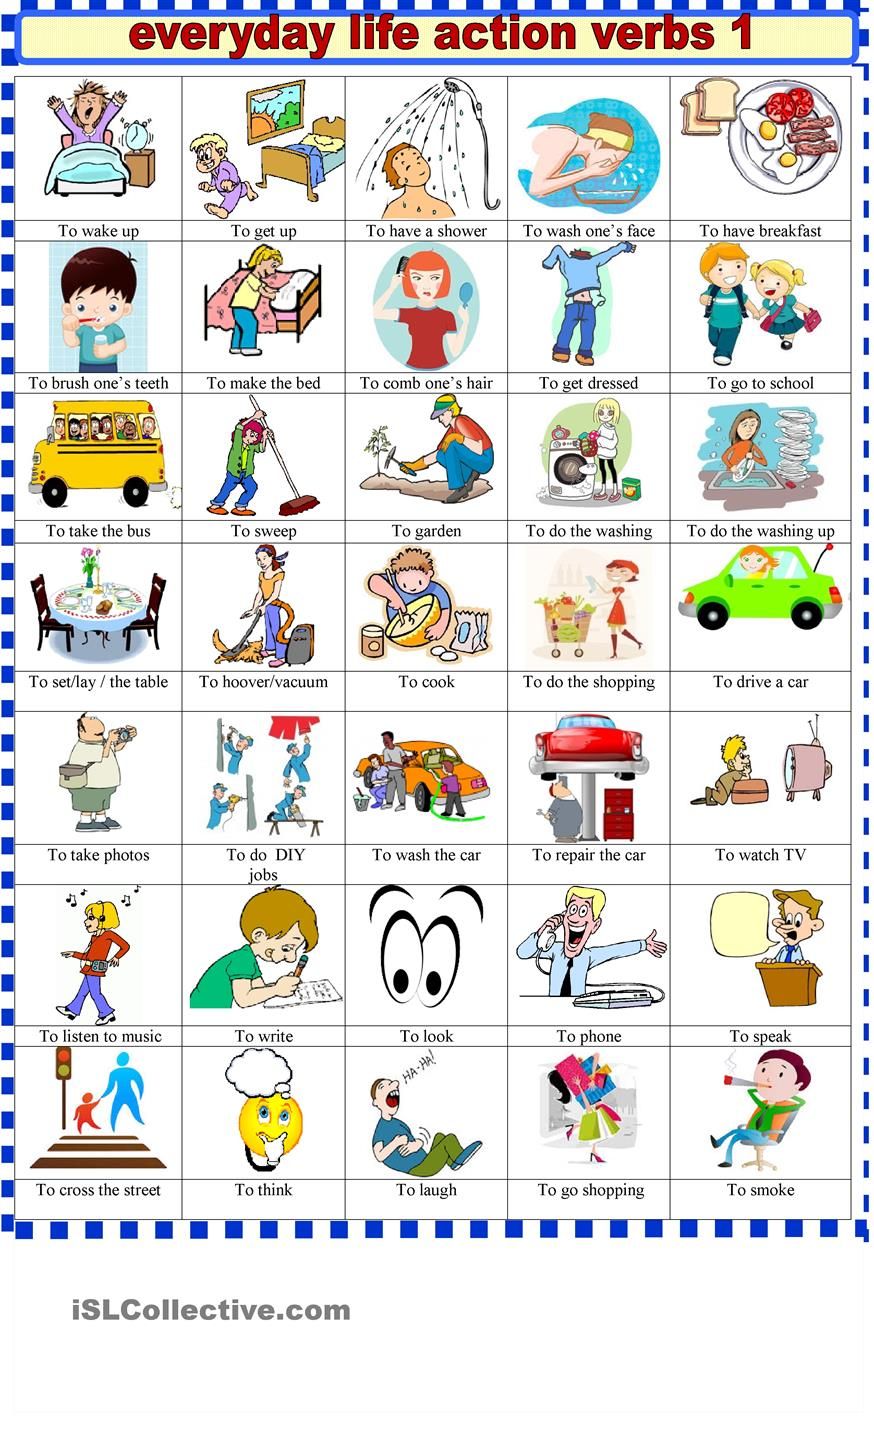 everyday life action verbs 1
To wake up
To get up
To have a shower
To wash one's face
To have breakfast
To brush one's teeth
To make the bed
To comb one's hair
To get dressed
To go to school
To take the bus
To sweep
To garden
To do the washing
To do the washing up
To set/lay / the table
To hoover/vacuum
To cook
To do the shopping
To drive a car
To take photos
To do DIY
jobs
To wash the car
To repair the car
To watch TV
To listen to music
To write
To look
To phone
To speak
HA-HA!
To cross the street
To think
To laugh
To go shopping
To smoke
iSLCollective.com